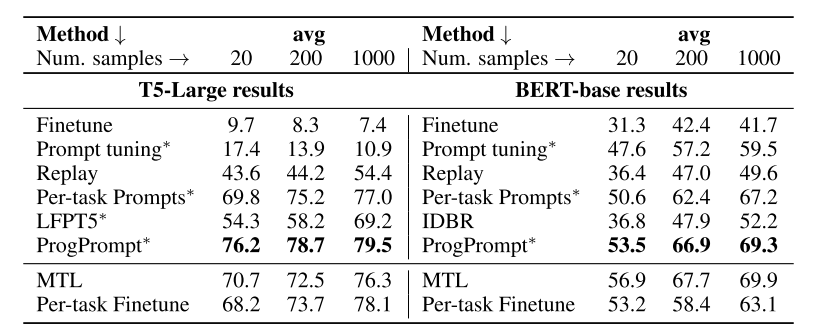 Method ↓ avg Method ↓ avg
Num. samples → 20 200 1000 Num. samples → 20 200 1000
T5-Large results BERT-base results
Finetune 9.7 8.3 7.4 Finetune 31.3 42.4 41.7
Prompt tuning* 17.4 13.9 10.9 Prompt tuning* 47.6 57.2 59.5
Replay 43.6 44.2 54.4 Replay 36.4 47.0 49.6
Per-task Prompts* 69.8 75.2 77.0 Per-task Prompts* 50.6 62.4 67.2
LFPT5* 54.3 58.2 69.2 IDBR 36.8 47.9 52.2
ProgPrompt* 76.2 78.7 79.5 ProgPrompt* 53.5 66.9 69.3
MTL 70.7 72.5 76.3 MTL 56.9 67.7 69.9
Per-task Finetune 68.2 73.7 78.1 Per-task Finetune 53.2 58.4 63.1